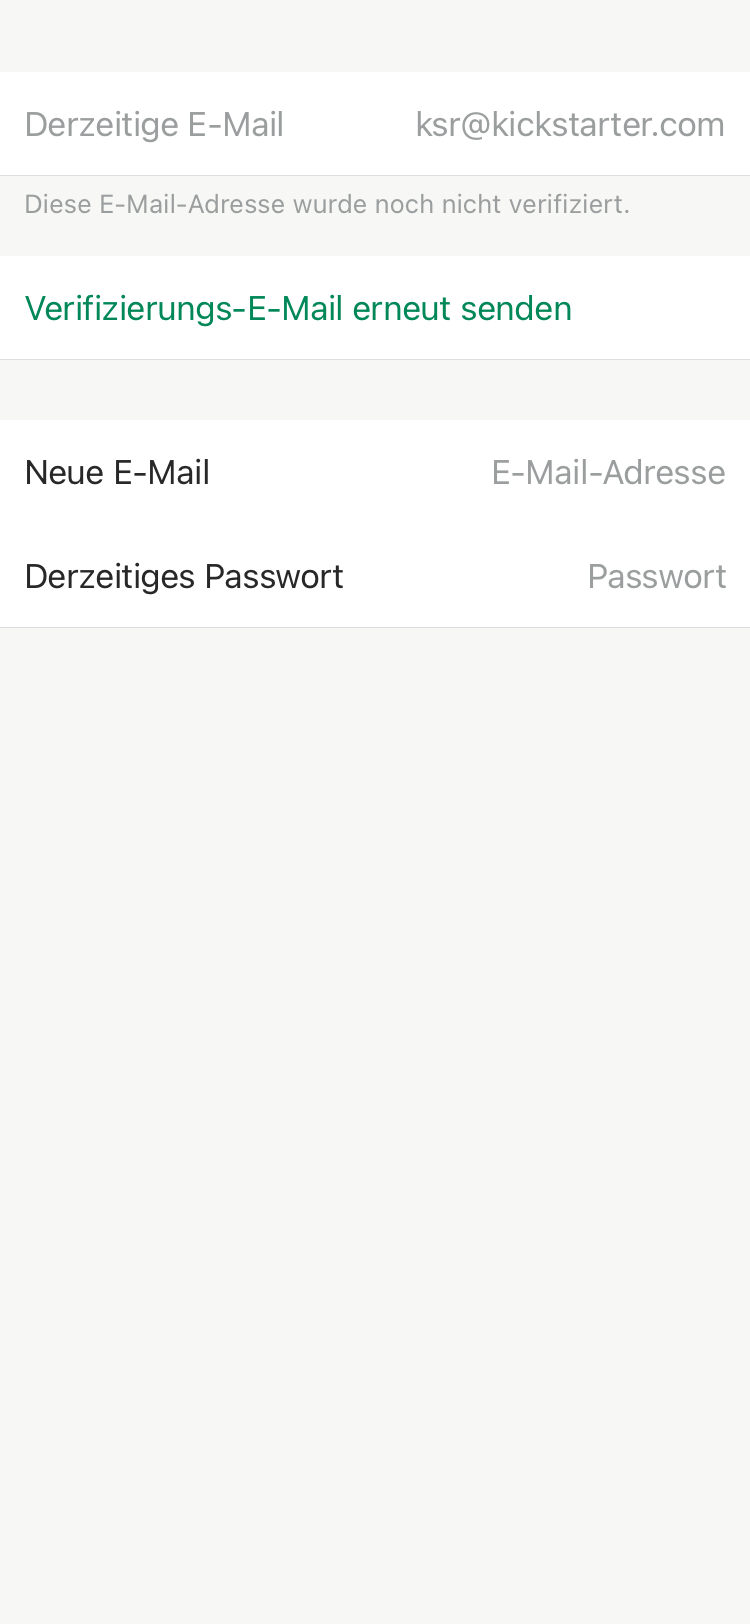 Derzeitige E-Mail ksr@kickstarter.com
Diese E-Mail-Adresse wurde noch nicht verifiziert.
Verifizierungs-E-Mail erneut senden
Neue E-Mail E-Mail-Adresse
Derzeitiges Passwort Passwort